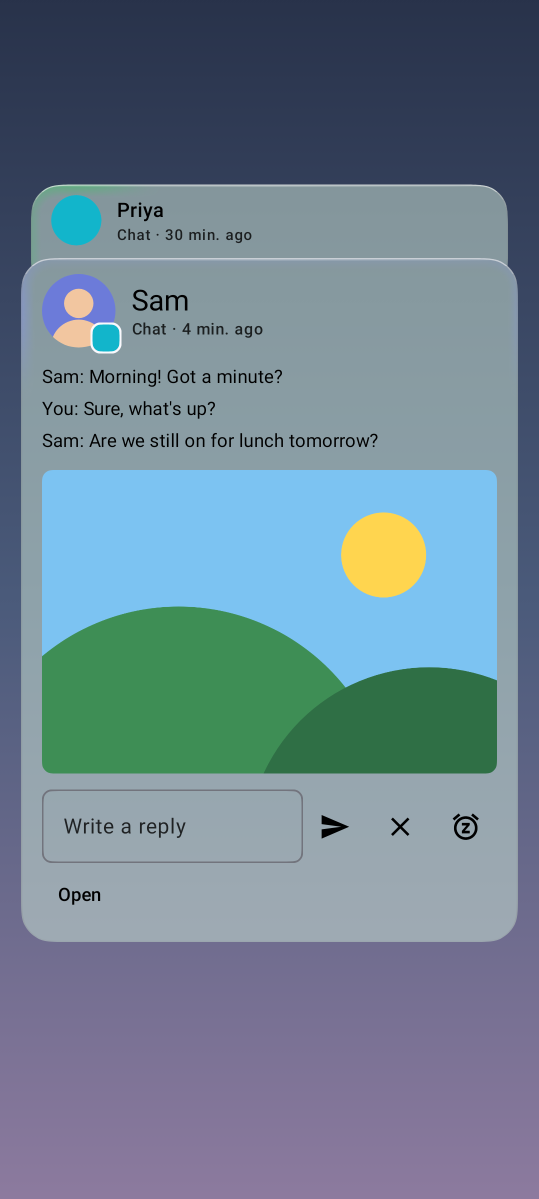 Priya
Chat · 30 min. ago
Sam
Chat · 4 min. ago
Sam: Morning! Got a minute?
You: Sure, what's up?
Sam: Are we still on for lunch tomorrow?
Write a reply
Open